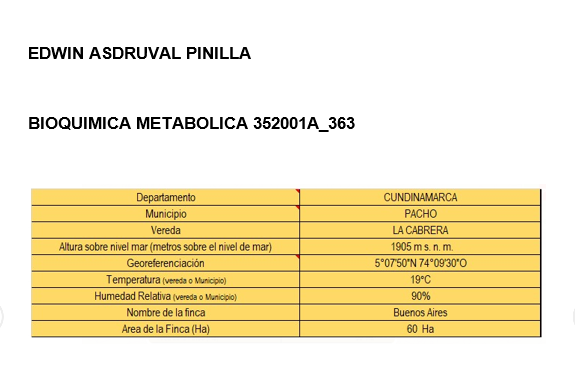 EDWIN ASDRUVAL PINILLA
BIOQUIMICA METABOLICA 352001A_363
Departamento CUNDINAMARCA
Municipio PACHO
Vereda LA CABRERA
Altura sobre nivel mar (metros sobre el nivel de mar) 1905 m s. n. m.
Georeferenciación 5°07'50"N 74°09'30"O
Temperatura (vereda o Municipio) 19°C
Humedad Relativa (vereda o Municipio) 90%
Nombre de la finca Buenos Aires
Area de la Finca (Ha) 60 Ha